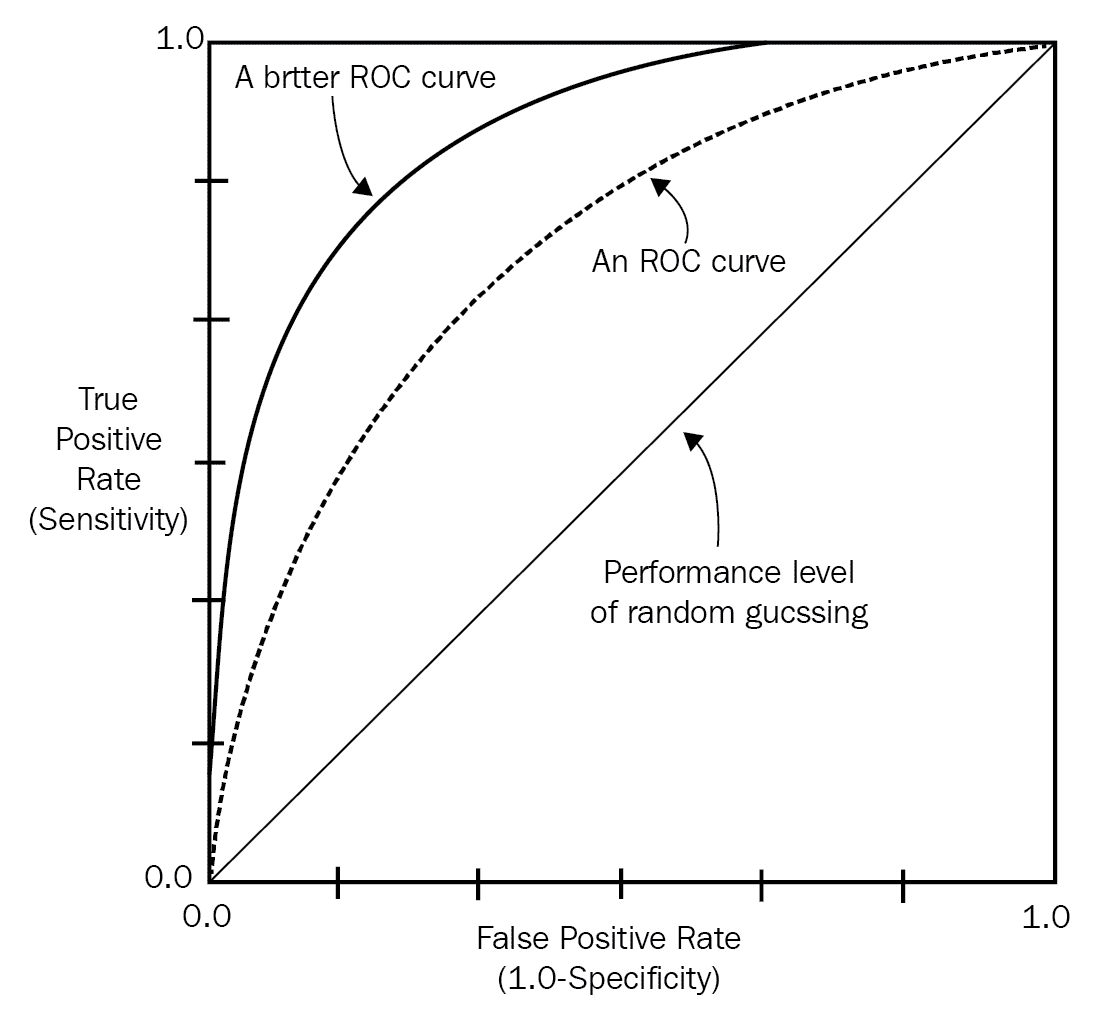 1.0
A brtter ROC curve
An ROC curve
True
Positive
Rate
(Sensitivity)
Performance level
of random gucssing
0.0
0.0
1.0
False Positive Rate
(1.0-Specificity)